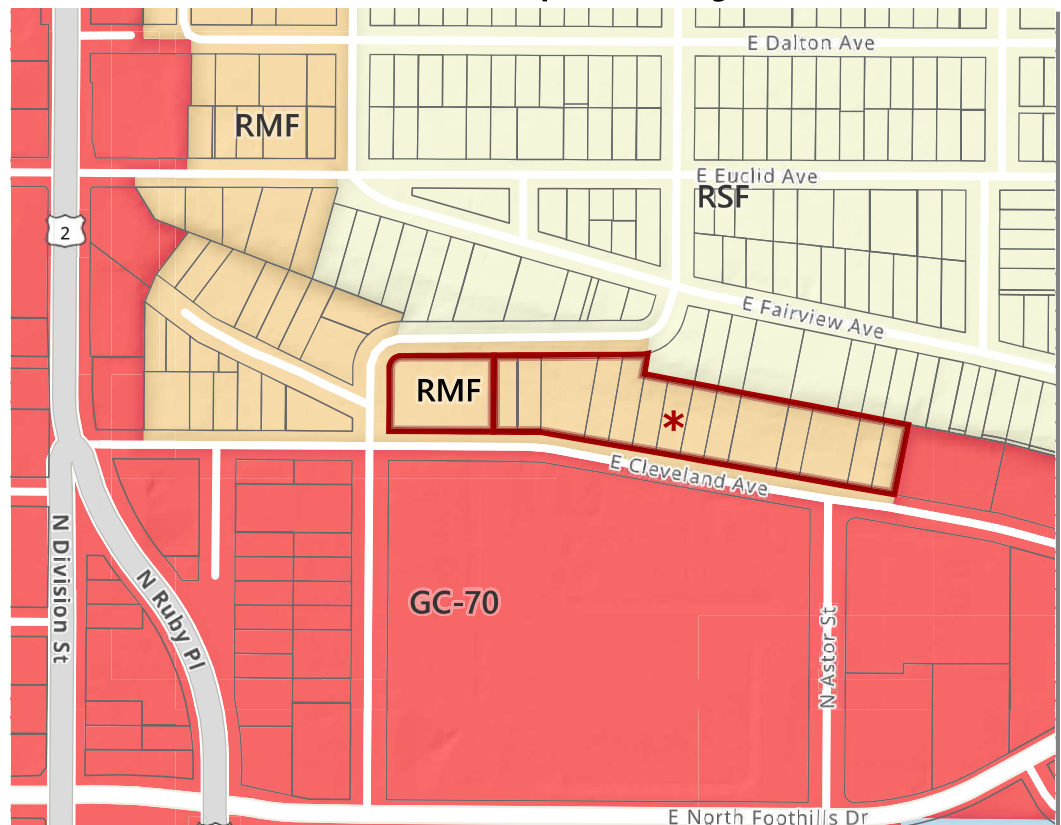 E Dalton Ave
RMF
E Euclid Ave
RSF
2
E Fairview Ave
RMF
*
E Cleveland Ave
N Division St
N Ruby Pl
GC-70
N Astor St
E North Foothills Dr